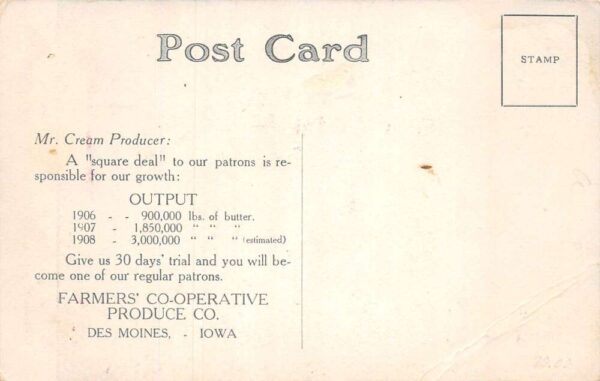 Post Card
STAMP
Mr. Cream Producer:
A "square deal" to our patrons is re-
sponsible for our growth:
OUTPUT
1906 - - 900,000 lbs. of butter.
1907 - 1,850,000 " " "
1908 - 3,000,000 " " " (estimated)
Give us 30 days' trial and you will be-
come one of our regular patrons.
FARMERS' CO-OPERATIVE
PRODUCE CO.
DES MOINES, - IOWA